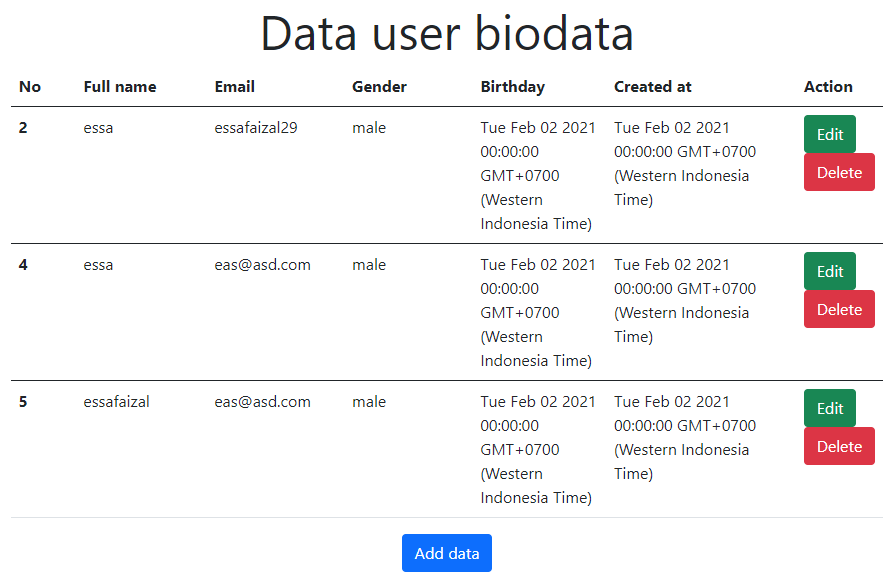 Data user biodata
No Full name Email Gender Birthday Created at Action
2 essa essafaizal29 male Tue Feb 02 2021 Tue Feb 02 2021 Edit
00:00:00 00:00:00 GMT+0700
GMT+0700 (Western Indonesia Delete
(Western Time)
Indonesia Time)
4 essa eas@asd.com male Tue Feb 02 2021 Tue Feb 02 2021 Edit
00:00:00 00:00:00 GMT+0700
GMT+0700 (Western Indonesia Delete
(Western Time)
Indonesia Time)
5 essafaizal eas@asd.com male Tue Feb 02 2021 Tue Feb 02 2021 Edit
00:00:00 00:00:00 GMT+0700
GMT+0700 (Western Indonesia Delete
(Western Time)
Indonesia Time)
Add data